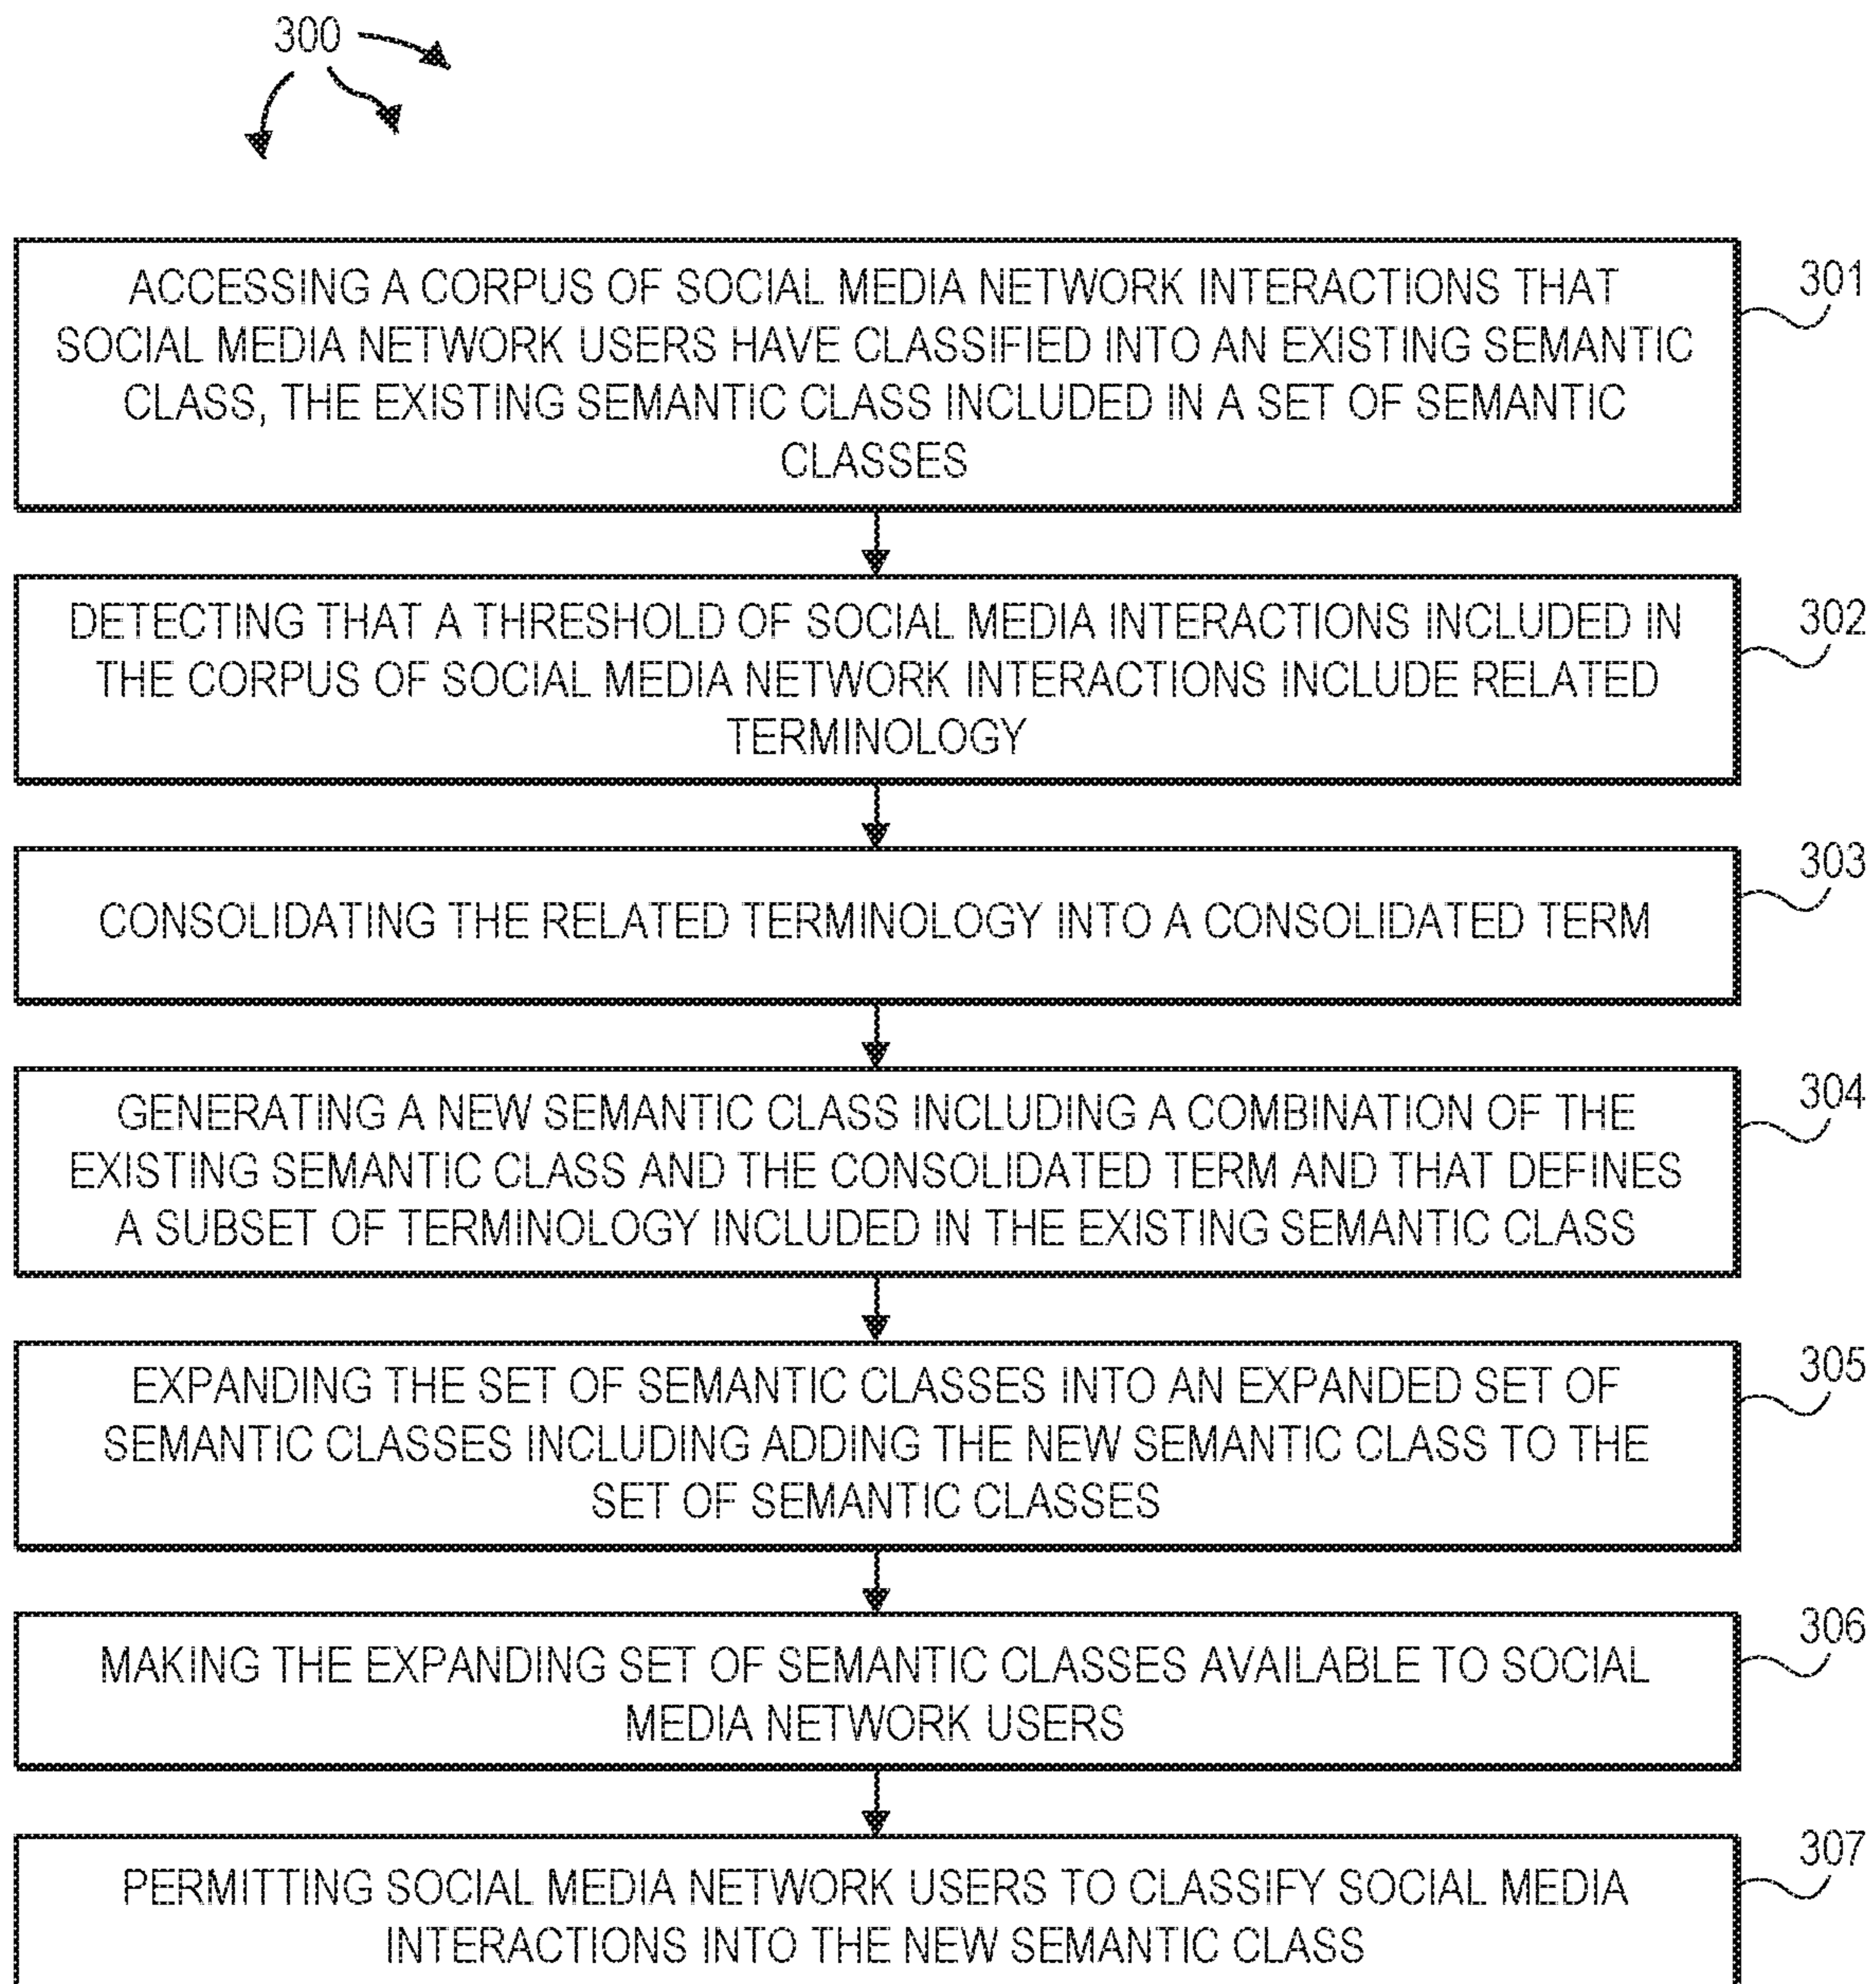 300
ACCESSING A CORPUS OF SOCIAL MEDIA NETWORK INTERACTIONS THAT
SOCIAL MEDIA NETWORK USERS HAVE CLASSIFIED INTO AN EXISTING SEMANTIC
CLASS, THE EXISTING SEMANTIC CLASS INCLUDED IN A SET OF SEMANTIC
CLASSES
301
DETECTING THAT A THRESHOLD OF SOCIAL MEDIA INTERACTIONS INCLUDED IN
THE CORPUS OF SOCIAL MEDIA NETWORK INTERACTIONS INCLUDE RELATED
TERMINOLOGY
302
CONSOLIDATING THE RELATED TERMINOLOGY INTO A CONSOLIDATED TERM
303
GENERATING A NEW SEMANTIC CLASS INCLUDING A COMBINATION OF THE
EXISTING SEMANTIC CLASS AND THE CONSOLIDATED TERM AND THAT DEFINES
A SUBSET OF TERMINOLOGY INCLUDED IN THE EXISTING SEMANTIC CLASS
304
EXPANDING THE SET OF SEMANTIC CLASSES INTO AN EXPANDED SET OF
SEMANTIC CLASSES INCLUDING ADDING THE NEW SEMANTIC CLASS TO THE
SET OF SEMANTIC CLASSES
305
MAKING THE EXPANDING SET OF SEMANTIC CLASSES AVAILABLE TO SOCIAL
MEDIA NETWORK USERS
306
PERMITTING SOCIAL MEDIA NETWORK USERS TO CLASSIFY SOCIAL MEDIA
INTERACTIONS INTO THE NEW SEMANTIC CLASS
307